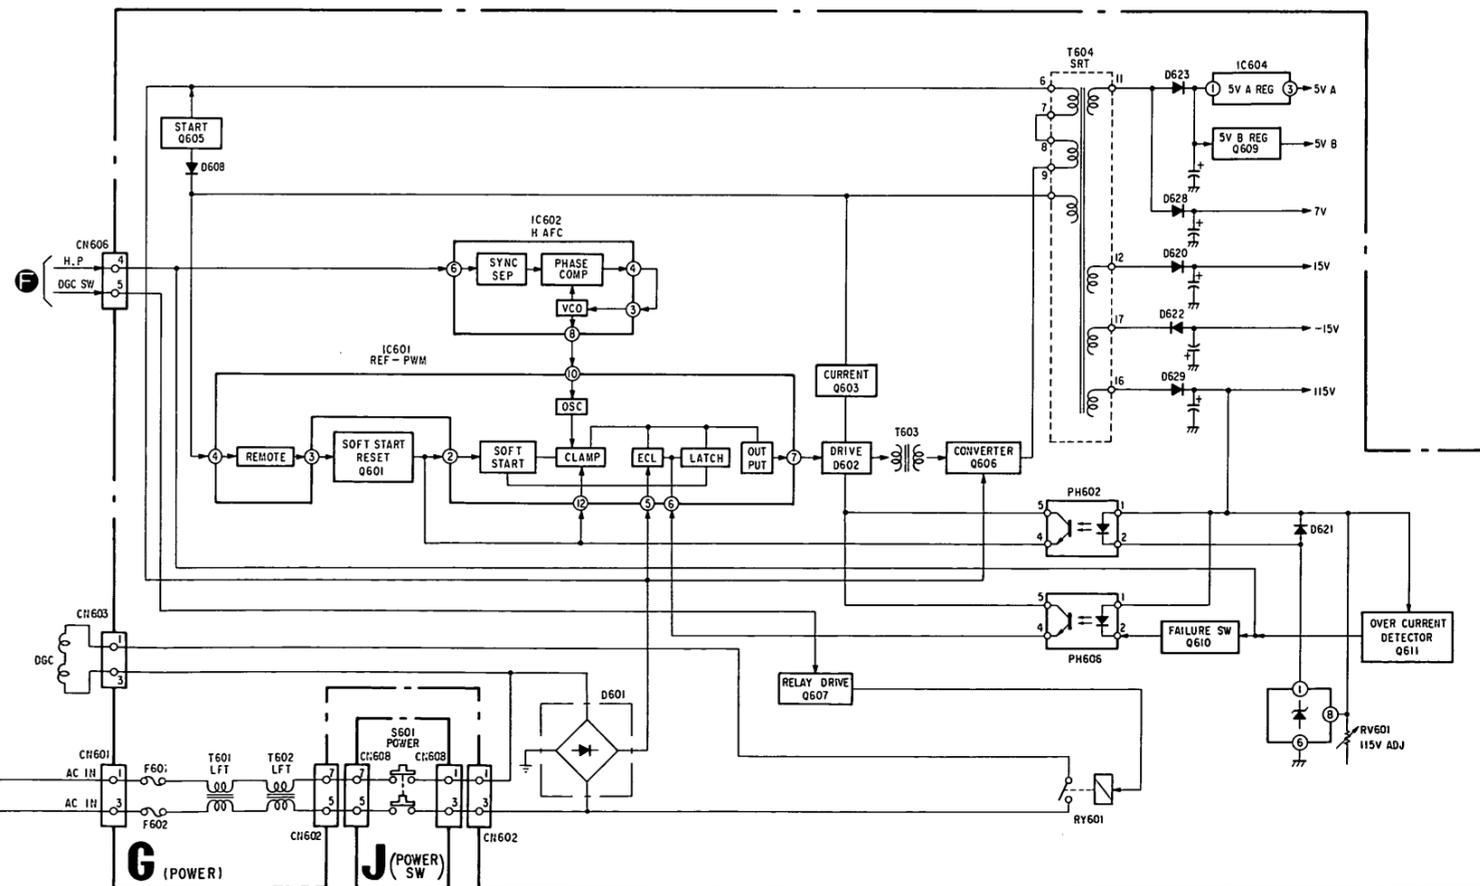 T604
SRT
6
11
D623
IC604
1
5V A REG
3
5V A
7
START
Q605
8
5V B REG
Q609
5V B
D608
9
+
D628
7V
+
IC602
H AFC
CN606
H.P
4
F
DGC SW
5
6
SYNC
SEP
PHASE
COMP
4
VCO
3
8
12
D620
15V
+
17
D622
-15V
+
IC601
REF-PWM
10
OSC
CURRENT
Q603
16
D629
115V
+
4
REMOTE
3
SOFT START
RESET
Q601
2
SOFT
START
CLAMP
ECL
LATCH
OUT
PUT
7
DRIVE
D602
T603
CONVERTER
Q606
12
5
6
PH602
5
1
4
2
D621
5
1
4
2
PH606
FAILURE SW
Q610
OVER CURRENT
DETECTOR
Q611
CN603
1
DGC
3
RELAY DRIVE
Q607
D601
1
8
6
RV601
115V ADJ
S601
POWER
CN601
AC IN
1
F601
T601
LFT
T602
LFT
7
CN608
7
CN608
1
1
AC IN
3
F602
5
5
3
3
CN602
CN602
RY601
G (POWER)
J (POWER
SW)